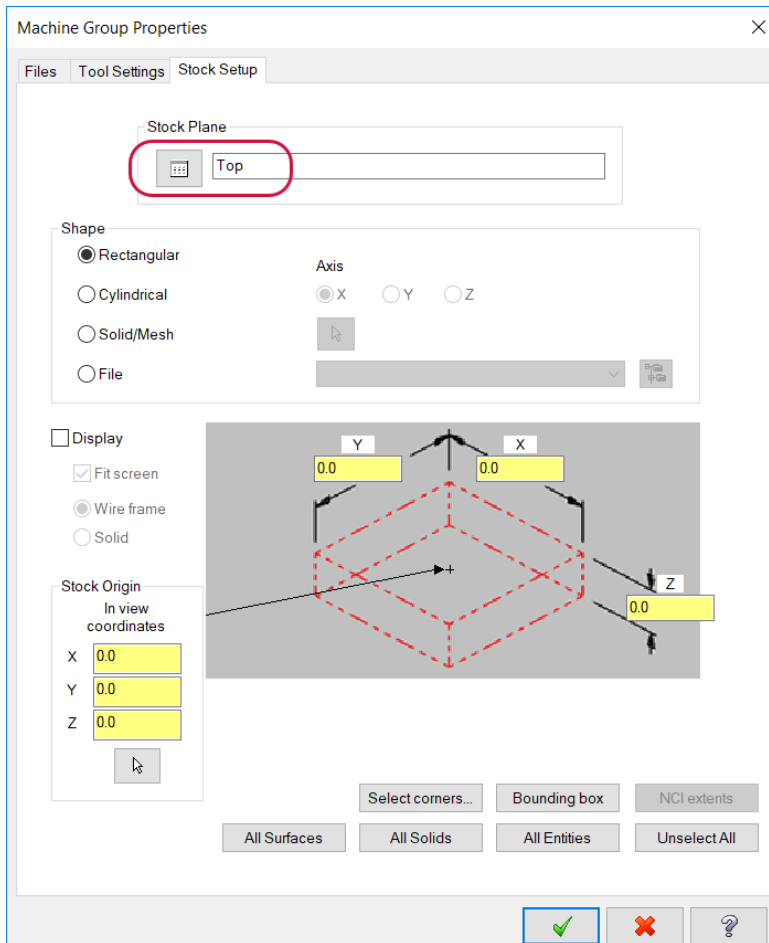 Machine Group Properties
Files Tool Settings Stock Setup
Stock Plane
Top
Shape
Rectangular
Axis
Cylindrical X Y Z
Solid/Mesh
File
Display
Y X
0.0 0.0
Fit screen
Wire frame
Solid
Z
0.0
Stock Origin
In view
coordinates
X 0.0
Y 0.0
Z 0.0
Select corners... Bounding box NCI extents
All Surfaces All Solids All Entities Unselect All